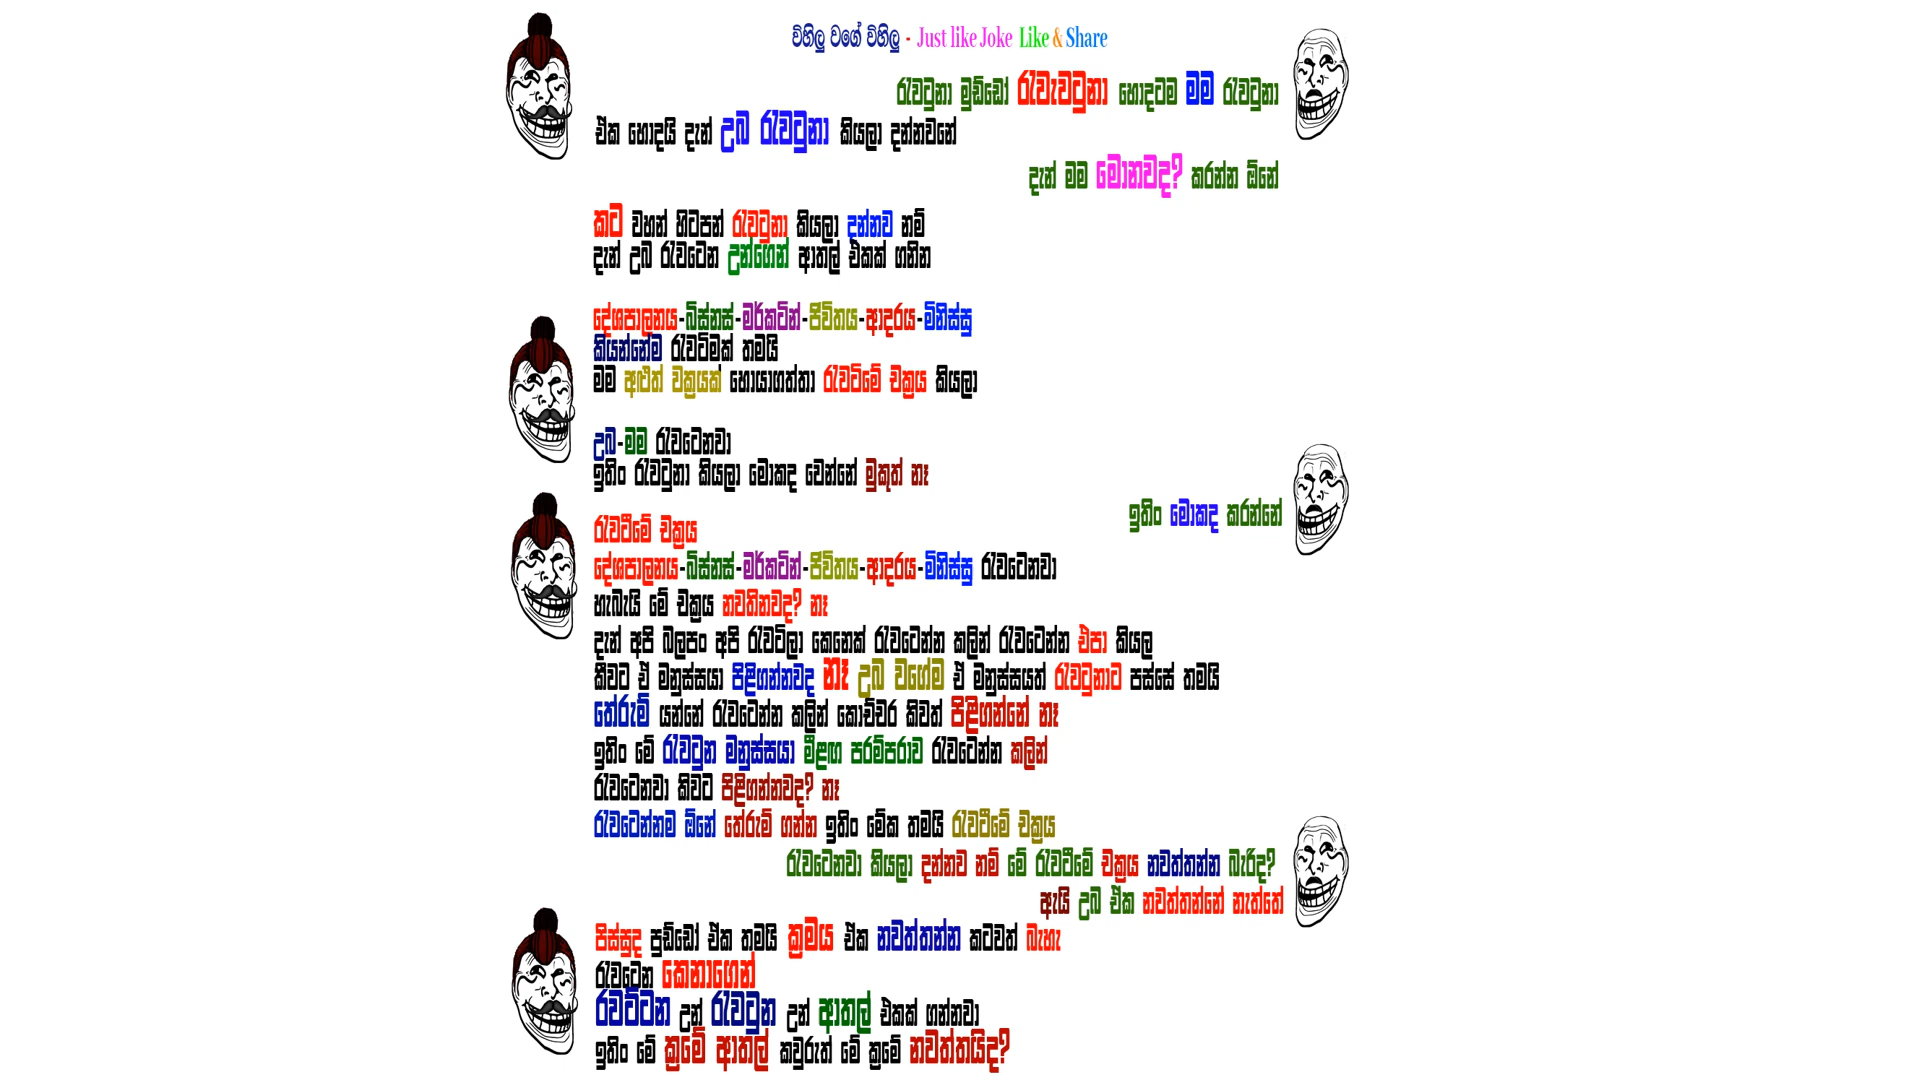 විහිලු වගේ විහිලු - Just like Joke Like & Share
රැවටුනා මුඩ්ඩෝ රැවැවටුනා හොදටම මම රැවටුනා
ඒක හොදයි දැන් උබ රැවටුනා කියලා දන්නවනේ
දැන් මම මොනවද? කරන්න ඕනේ
කට වහන් හිටපන් රැවටුනා කියලා දන්නව නම්
දැන් උබ රැවටෙන උන්ගෙන් ආතල් එකක් ගනින
දේශපාලනය-බිස්නස්-මර්කටින්-ජීවිතය-ආදරය-මිනිස්සු
කියන්නේම රැවටිමක් තමයි
මම අළුත් වක්‍රයක් හොයාගත්තා රැවටිමේ චක්‍රය කියලා
උබ-මම රැවටෙනවා
ඉතිං රැවටුනා කියලා මොකද වෙන්නේ මුකුත් නෑ
ඉතිං මොකද කරන්නේ
රැවටීමේ චක්‍රය
දේශපාලනය-බිස්නස්-මර්කටින්-ජීවිතය-ආදරය-මිනිස්සු රැවටෙනවා
හැබැයි මේ චක්‍රය නවතිනවද? නෑ
දැන් අපි බලපං අපි රැවටිලා කෙනෙක් රැවටෙන්න කලින් රැවටෙන්න එපා කියල
කීවට ඒ මනුස්සයා පිළිගන්නවද නෑ උබ වගේම ඒ මනුස්සයත් රැවටුනාට පස්සේ තමයි
තේරුම් යන්නේ රැවටෙන්න කලින් කොච්චර කිවත් පිළිගන්නේ නෑ
ඉතිං මේ රැවටුන මනුස්සයා මීළඟ පරම්පරාව රැවටෙන්න කලින්
රැවටෙනවා කිවට පිළිගන්නවද? නෑ
රැවටෙන්නම ඕනේ තේරුම් ගන්න ඉතිං මේක තමයි රැවටීමේ චක්‍රය
රැවටෙනවා කියලා දන්නව නම් මේ රැවටීමේ චක්‍රය නවත්තන්න බැරිද?
ඇයි උබ ඒක නවත්තන්නේ නැත්තේ
පිස්සුද පුඩ්ඩෝ ඒක තමයි ක්‍රමය ඒක නවත්තන්න කටවත් බැහැ
රැවටෙන කෙනාගෙන්
රවට්ටන උන් රැවටුන උන් ආතල් එකක් ගන්නවා
ඉතිං මේ ක්‍රමේ ආතල් කවුරුත් මේ ක්‍රමේ නවත්තයිද?